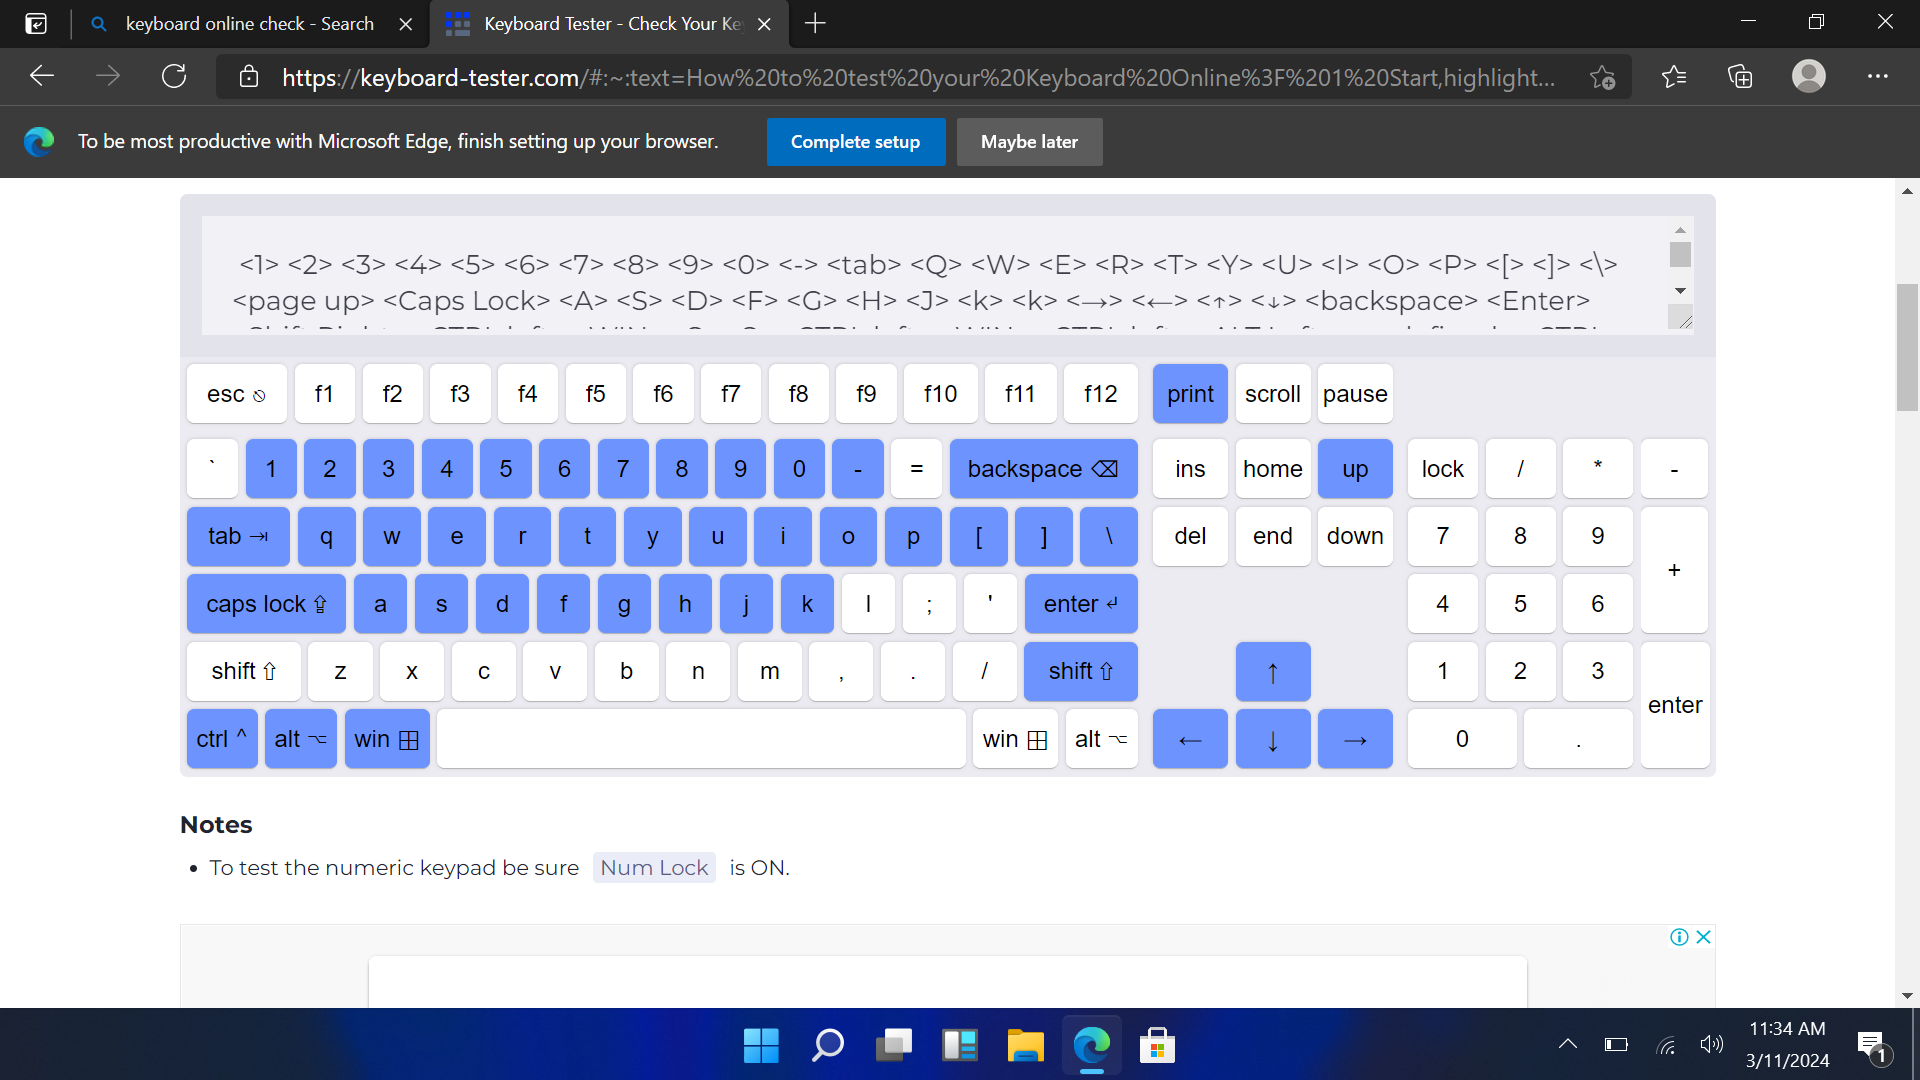 keyboard online check - Search
Keyboard Tester - Check Your Ke
https://keyboard-tester.com/#:~:text=How%20to%20test%20your%20Keyboard%20Online%3F%201%20Start,highlight...
To be most productive with Microsoft Edge, finish setting up your browser. Complete setup Maybe later
<1> <2> <3> <4> <5> <6> <7> <8> <9> <0> <-> <tab> <Q> <W> <E> <R> <T> <Y> <U> <I> <O> <P> <[> <]> <\>
<page up> <Caps Lock> <A> <S> <D> <F> <G> <H> <J> <k> <k> <→> <←> <↑> <↓> <backspace> <Enter>
esc f1 f2 f3 f4 f5 f6 f7 f8 f9 f10 f11 f12 print scroll pause
` 1 2 3 4 5 6 7 8 9 0 - = backspace ⌫ ins home up lock / * -
tab ⇥ q w e r t y u i o p [ ] \ del end down 7 8 9 +
caps lock ⇪ a s d f g h j k l ; ' enter ↵ 4 5 6
shift ⇧ z x c v b n m , . / shift ⇧ ↑ 1 2 3 enter
ctrl ^ alt ⌥ win win alt ⌥ ← ↓ → 0 .
Notes
• To test the numeric keypad be sure Num Lock is ON.
11:34 AM
3/11/2024
1